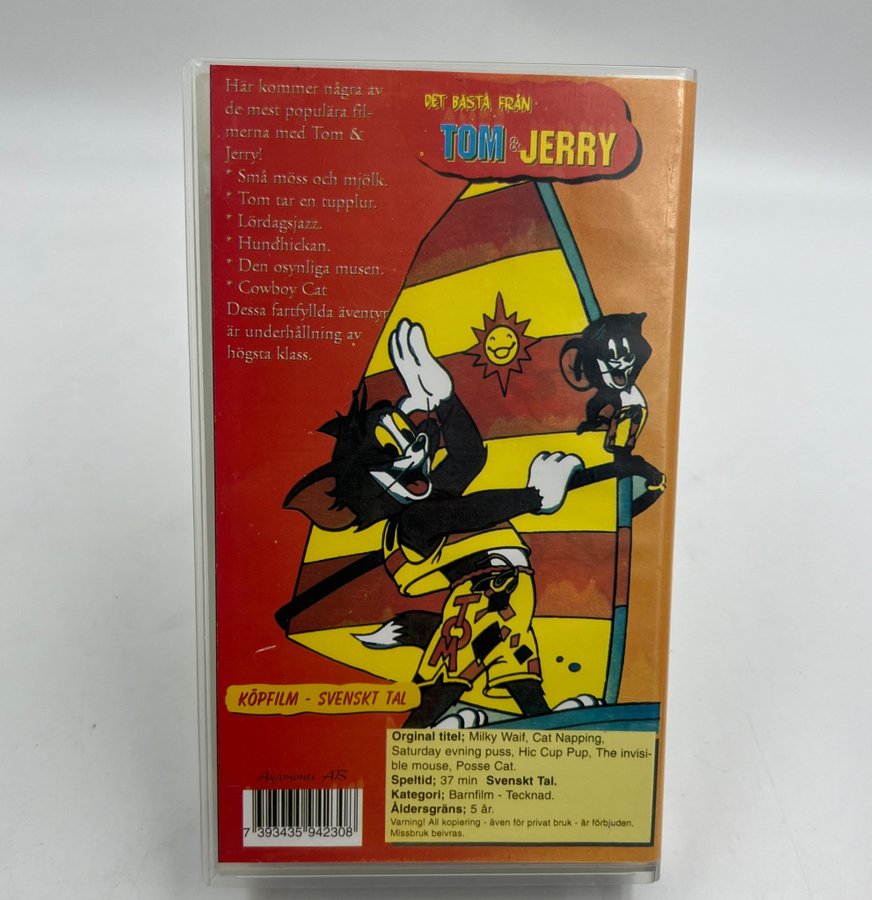 Här kommer några av
de mest populära fil-
merna med Tom &
Jerry!
* Små möss och mjölk.
* Tom tar en tupplur.
* Lördagsjazz.
* Hundhickan.
* Den osynliga musen.
* Cowboy Cat
Dessa fartfyllda äventyr
är underhållning av
högsta klass.
DET BÄSTA FRÅN
TOM & JERRY
TOM
KÖPFILM - SVENSKT TAL
Orginal titel; Milky Waif, Cat Napping,
Saturday evning puss, Hic Cup Pup, The invisi-
ble mouse, Posse Cat.
Speltid; 37 min Svenskt Tal.
Kategori; Barnfilm - Tecknad.
Åldersgräns; 5 år.
Varning! All kopiering - även för privat bruk - är förbjuden.
Missbruk beivras.
Ayamonte AB
7 393435 942308